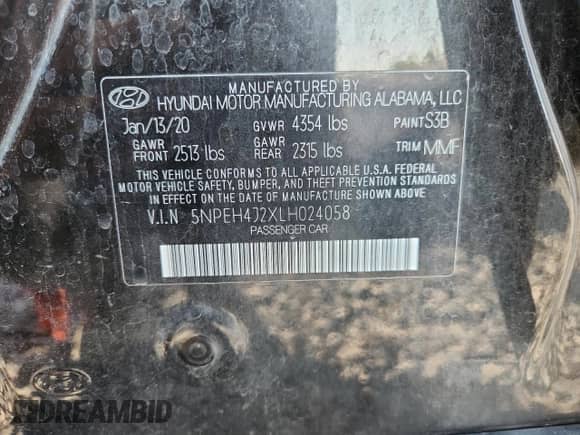 MANUFACTURED BY
HYUNDAI MOTOR MANUFACTURING ALABAMA, LLC
Jan/13/20 GVWR 4354 lbs PAINT S3B
GAWR FRONT 2513 lbs GAWR REAR 2315 lbs TRIM MMF
THIS VEHICLE CONFORMS TO ALL APPLICABLE U.S.A. FEDERAL
MOTOR VEHICLE SAFETY, BUMPER, AND THEFT PREVENTION STANDARDS
IN EFFECT ON THE DATE OF MANUFACTURE SHOWN ABOVE.
V.I.N 5NPEH4J2XLH024058
PASSENGER CAR
DREAMBID